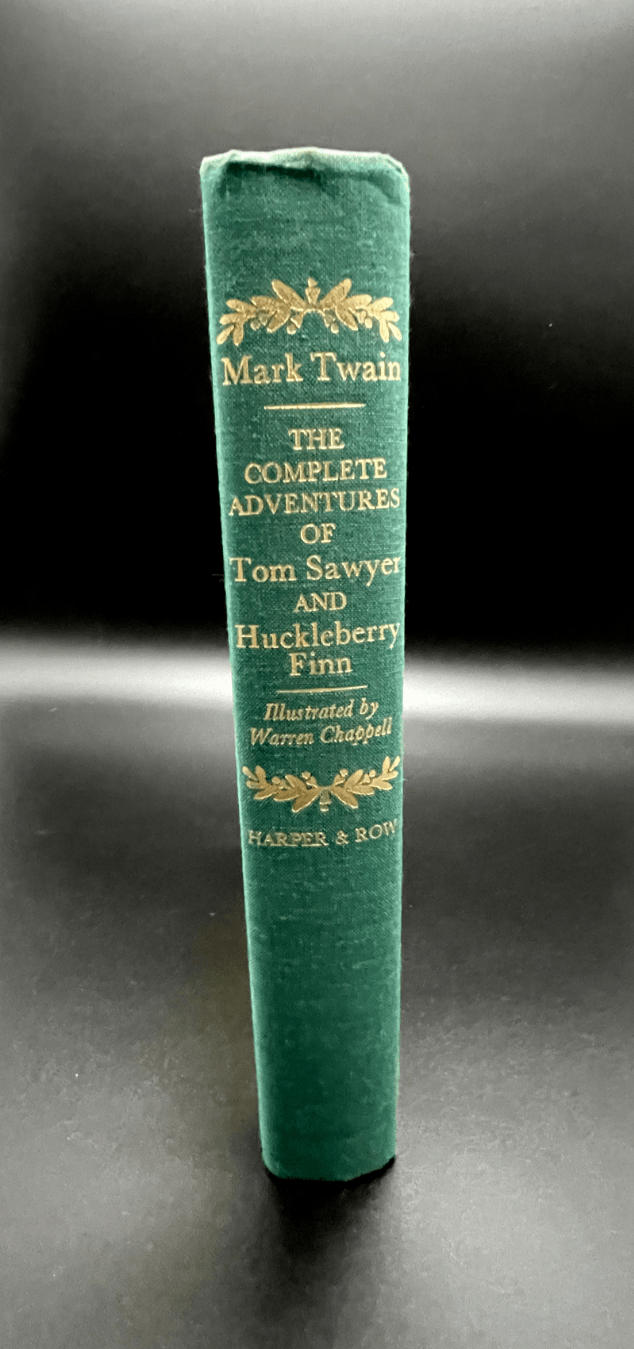 Mark Twain
THE
COMPLETE
ADVENTURES
OF
Tom Sawyer
AND
Huckleberry
Finn
Illustrated by
Warren Chappell
HARPER & ROW